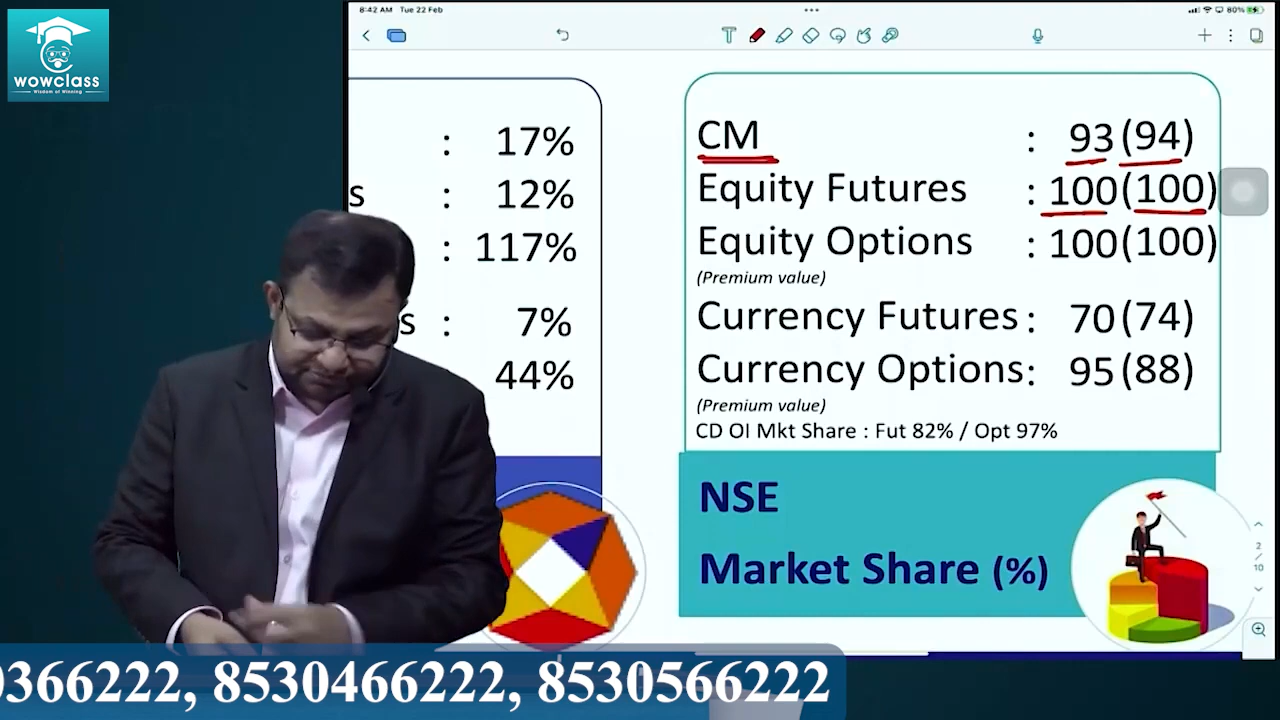 8:42 AM Tue 22 Feb
80%
wowclass
Wisdom of Winning
T
: 17%
s : 12%
: 117%
s : 7%
44%
CM : 93 (94)
Equity Futures : 100 (100)
Equity Options : 100 (100)
(Premium value)
Currency Futures : 70 (74)
Currency Options : 95 (88)
(Premium value)
CD OI Mkt Share : Fut 82% / Opt 97%
NSE
Market Share (%)
2
/
10
0366222, 8530466222, 8530566222